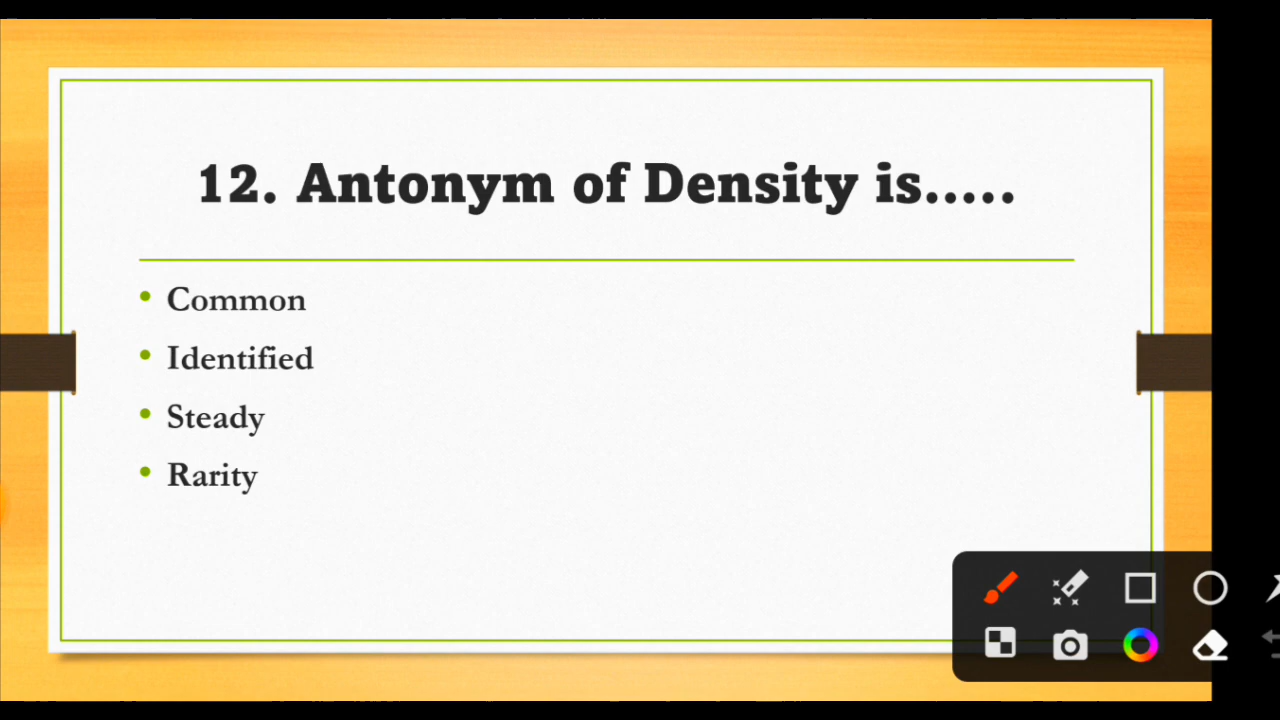 12. Antonym of Density is.....
• Common
• Identified
• Steady
• Rarity